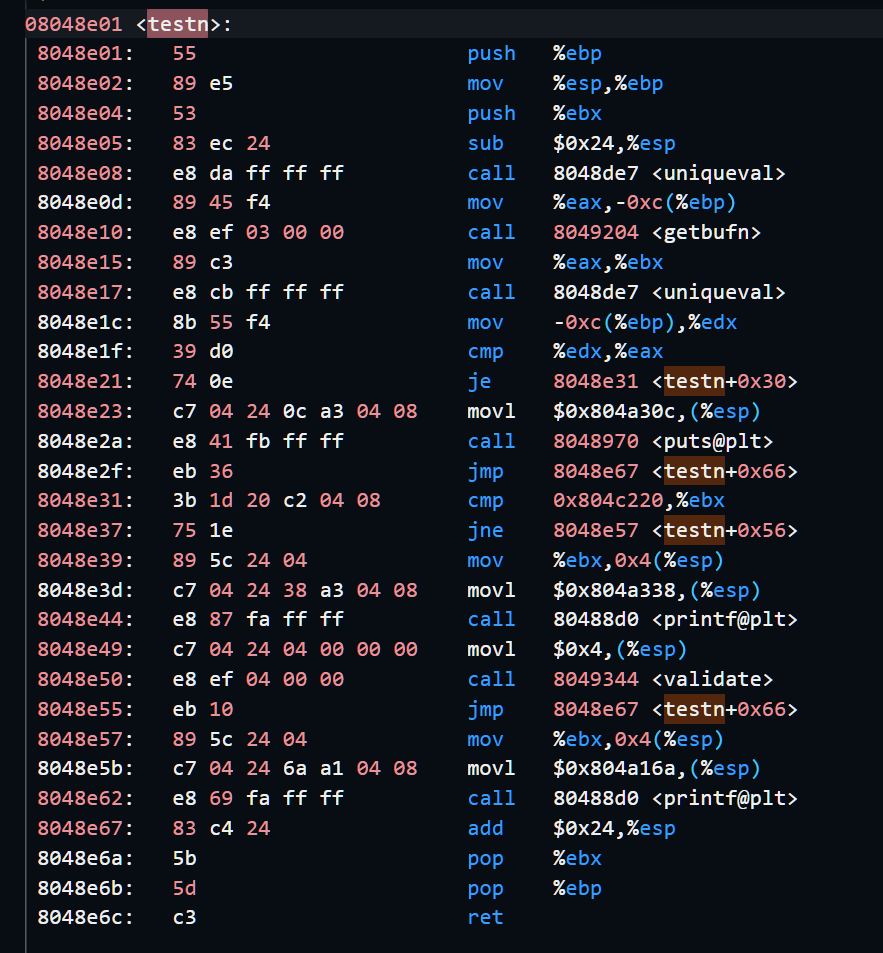 08048e01 <testn>:
8048e01: 55 push %ebp
8048e02: 89 e5 mov %esp,%ebp
8048e04: 53 push %ebx
8048e05: 83 ec 24 sub $0x24,%esp
8048e08: e8 da ff ff ff call 8048de7 <uniqueval>
8048e0d: 89 45 f4 mov %eax,-0xc(%ebp)
8048e10: e8 ef 03 00 00 call 8049204 <getbufn>
8048e15: 89 c3 mov %eax,%ebx
8048e17: e8 cb ff ff ff call 8048de7 <uniqueval>
8048e1c: 8b 55 f4 mov -0xc(%ebp),%edx
8048e1f: 39 d0 cmp %edx,%eax
8048e21: 74 0e je 8048e31 <testn+0x30>
8048e23: c7 04 24 0c a3 04 08 movl $0x804a30c,(%esp)
8048e2a: e8 41 fb ff ff call 8048970 <puts@plt>
8048e2f: eb 36 jmp 8048e67 <testn+0x66>
8048e31: 3b 1d 20 c2 04 08 cmp 0x804c220,%ebx
8048e37: 75 1e jne 8048e57 <testn+0x56>
8048e39: 89 5c 24 04 mov %ebx,0x4(%esp)
8048e3d: c7 04 24 38 a3 04 08 movl $0x804a338,(%esp)
8048e44: e8 87 fa ff ff call 80488d0 <printf@plt>
8048e49: c7 04 24 04 00 00 00 movl $0x4,(%esp)
8048e50: e8 ef 04 00 00 call 8049344 <validate>
8048e55: eb 10 jmp 8048e67 <testn+0x66>
8048e57: 89 5c 24 04 mov %ebx,0x4(%esp)
8048e5b: c7 04 24 6a a1 04 08 movl $0x804a16a,(%esp)
8048e62: e8 69 fa ff ff call 80488d0 <printf@plt>
8048e67: 83 c4 24 add $0x24,%esp
8048e6a: 5b pop %ebx
8048e6b: 5d pop %ebp
8048e6c: c3 ret